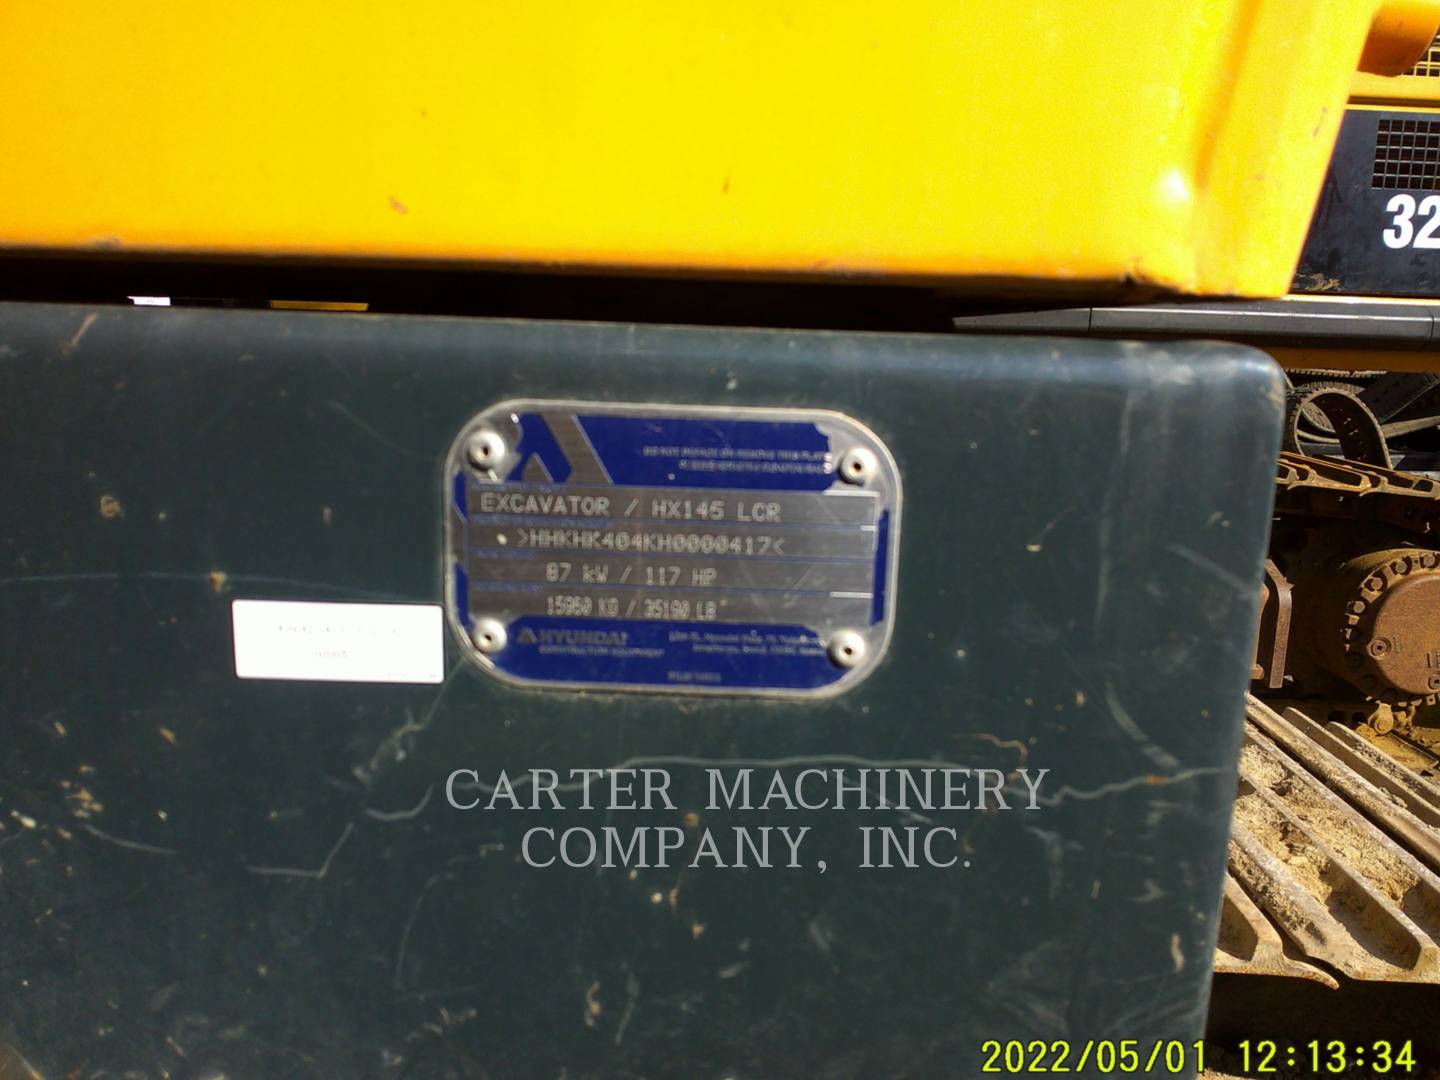 32
EXCAVATOR / HX145 LCR
>HHKHK404KH0000417<
87 kW / 117 HP
15960 KG / 35190 LB
HYUNDAI
CONSTRUCTION EQUIPMENT
CARTER MACHINERY
COMPANY, INC.
2022/05/01 12:13:34